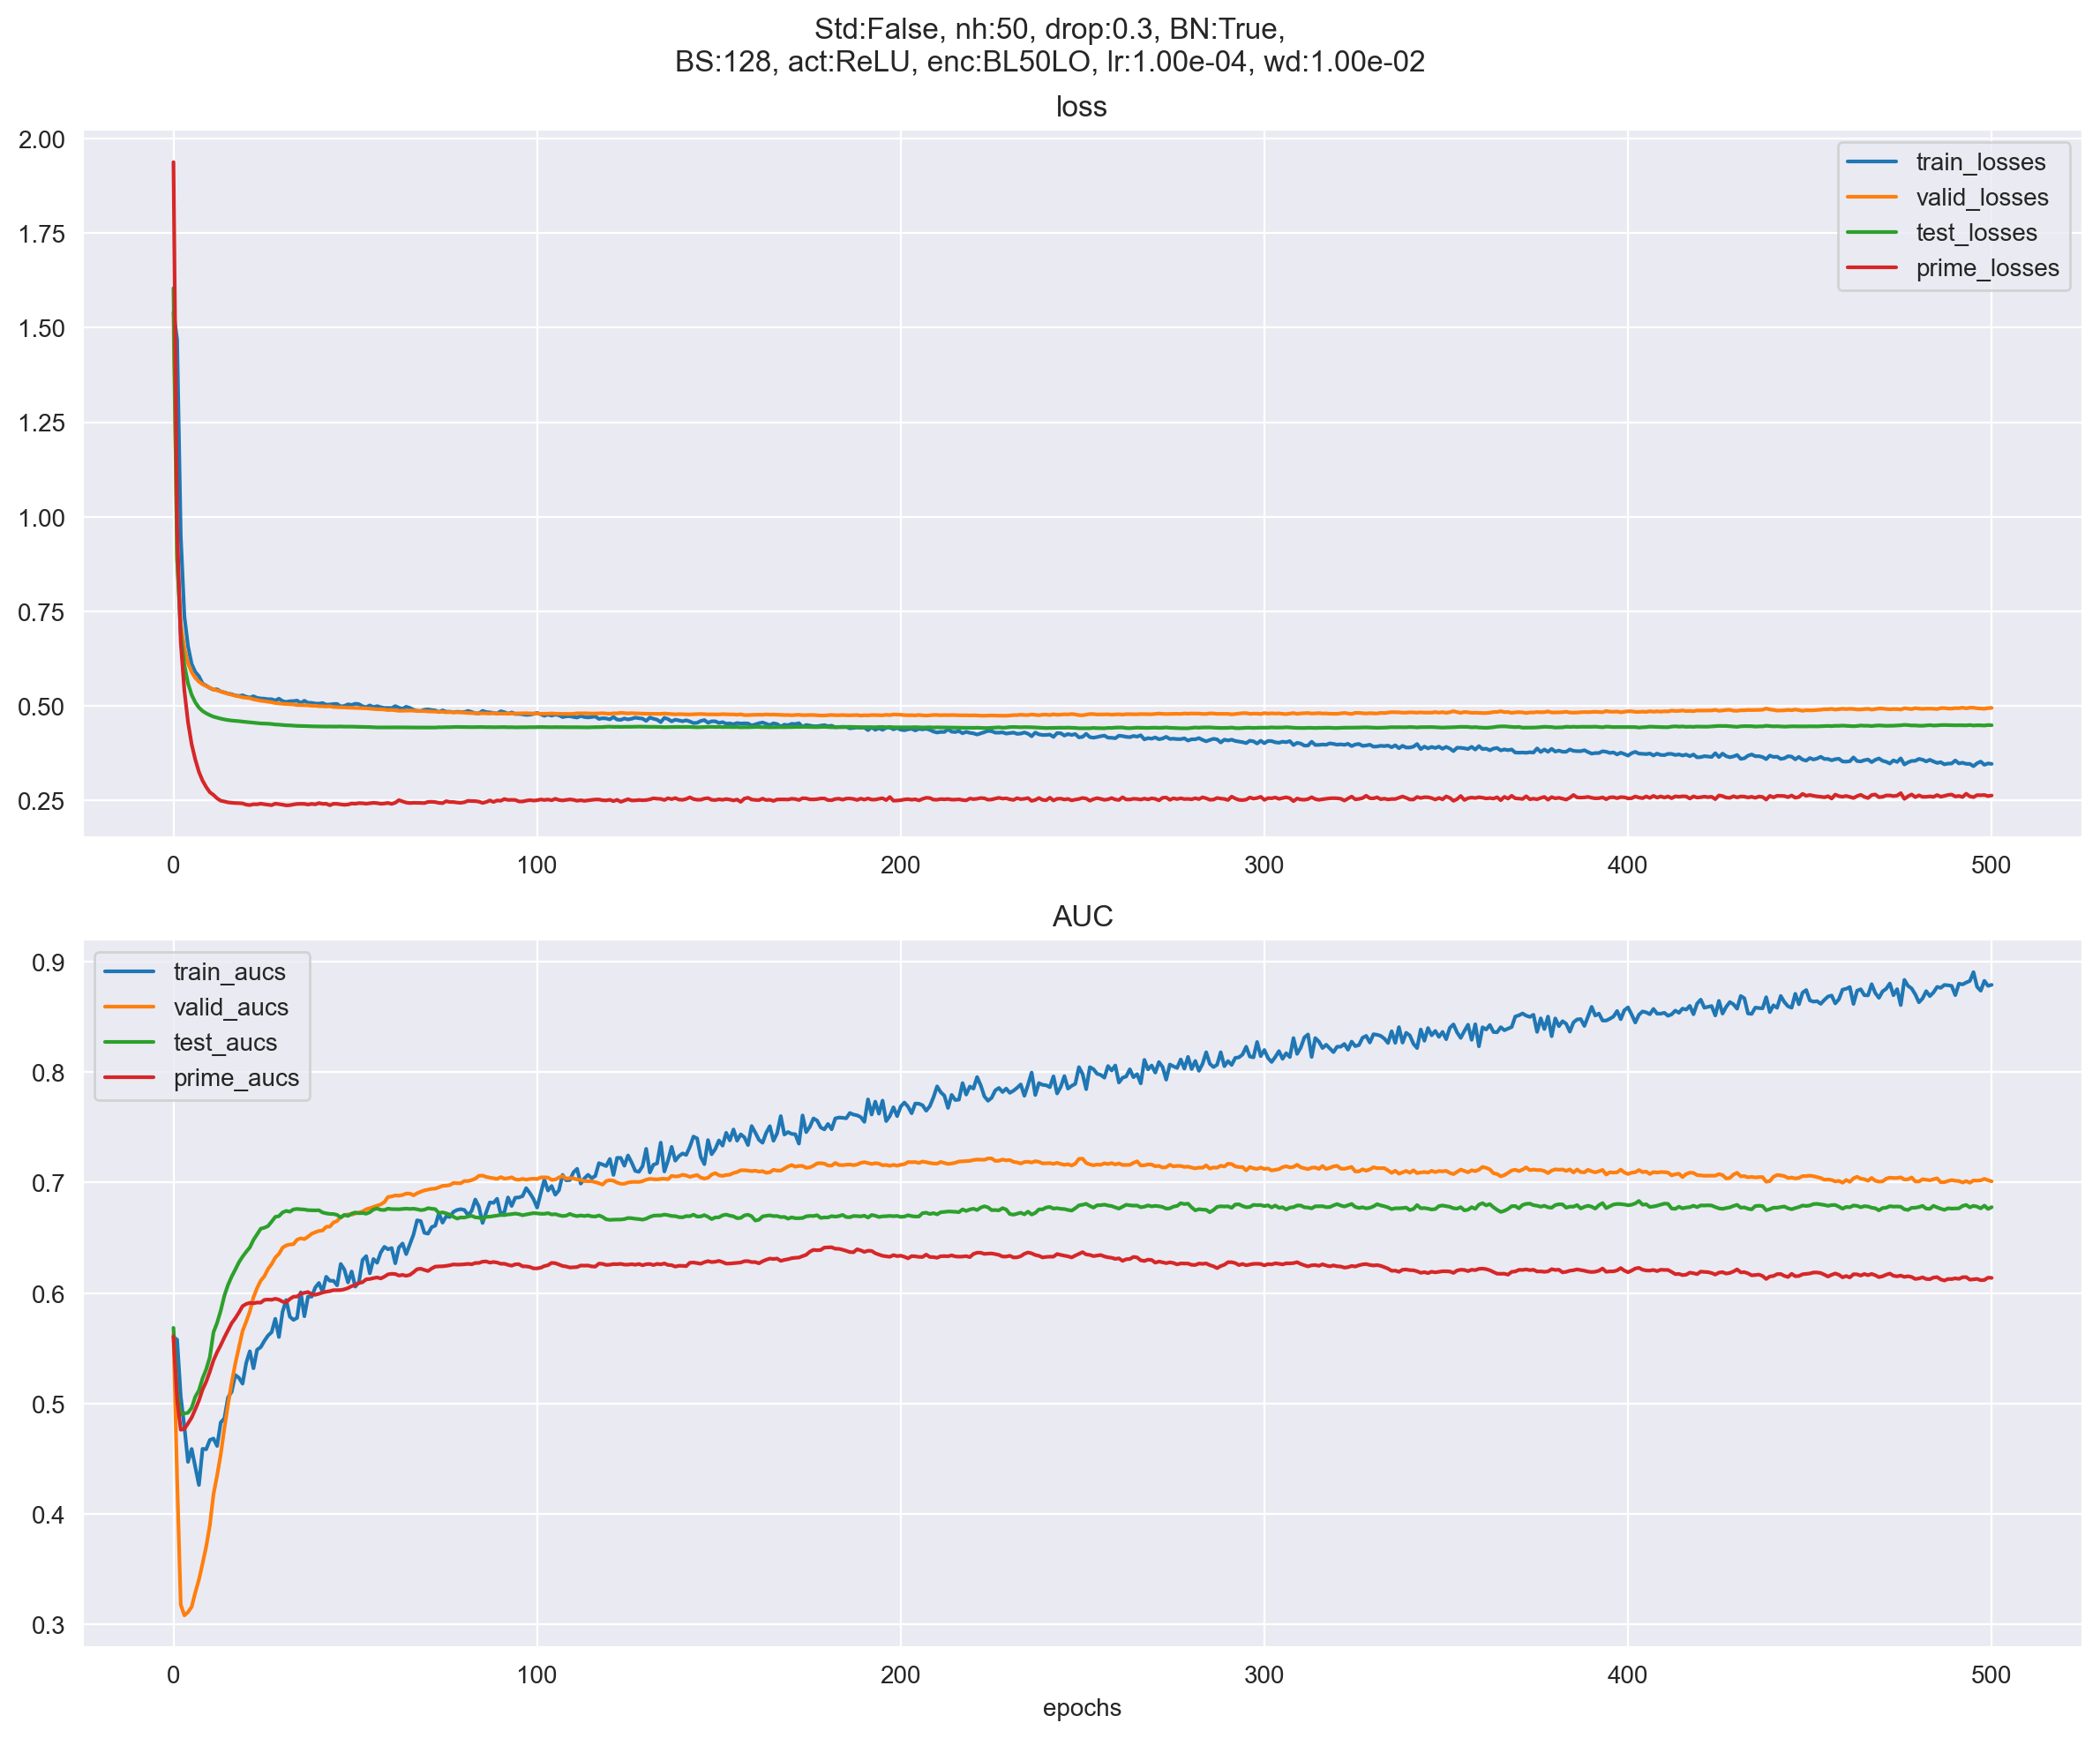 Std:False, nh:50, drop:0.3, BN:True,
BS:128, act:ReLU, enc:BL50LO, lr:1.00e-04, wd:1.00e-02
loss
2.00
1.75
1.50
1.25
1.00
0.75
0.50
0.25
train_losses
valid_losses
test_losses
prime_losses
0 100 200 300 400 500
AUC
0.9
0.8
0.7
0.6
0.5
0.4
0.3
train_aucs
valid_aucs
test_aucs
prime_aucs
0 100 200 300 400 500
epochs